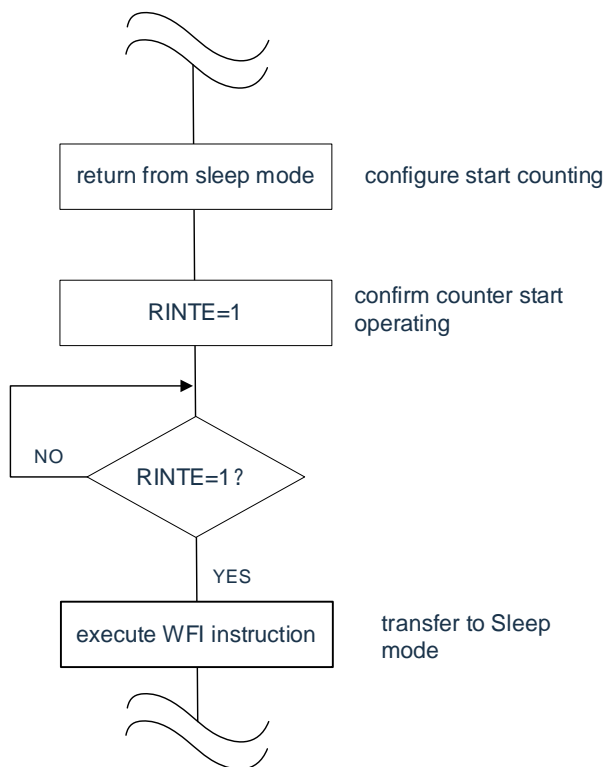 return from sleep mode
configure start counting
RINTE=1
confirm counter start
operating
NO
RINTE=1?
YES
execute WFI instruction
transfer to Sleep
mode